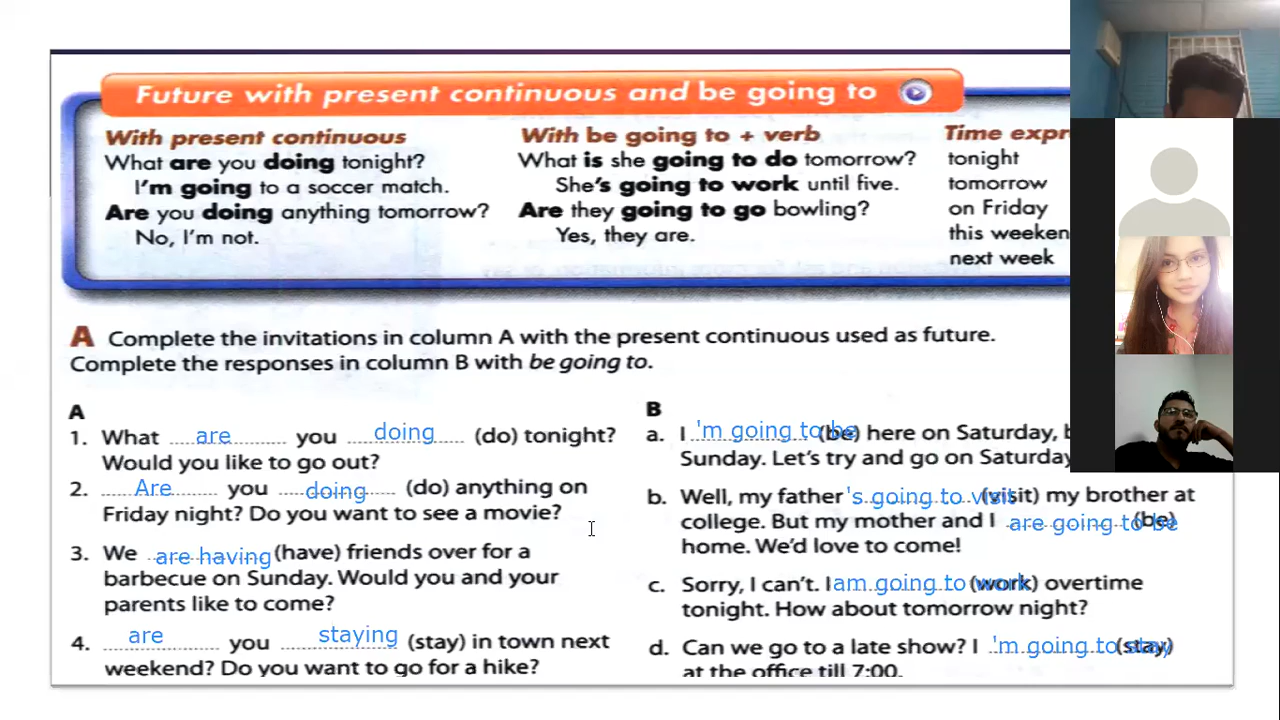 Future with present continuous and be going to
With present continuous
What are you doing tonight?
I'm going to a soccer match.
Are you doing anything tomorrow?
No, I'm not.
With be going to + verb
What is she going to do tomorrow?
She's going to work until five.
Are they going to go bowling?
Yes, they are.
Time expr
tonight
tomorrow
on Friday
this weeken
next week
A Complete the invitations in column A with the present continuous used as future.
Complete the responses in column B with be going to.
A
1. What are you doing (do) tonight?
Would you like to go out?
2. Are you doing (do) anything on
Friday night? Do you want to see a movie?
3. We are having (have) friends over for a
barbecue on Sunday. Would you and your
parents like to come?
4. are you staying (stay) in town next
weekend? Do you want to go for a hike?
B
a. I 'm going to be (be) here on Saturday, b
Sunday. Let's try and go on Saturday
b. Well, my father 's going to visit (visit) my brother at
college. But my mother and I are going to be (be)
home. We'd love to come!
c. Sorry, I can't. I am going to work (work) overtime
tonight. How about tomorrow night?
d. Can we go to a late show? I 'm going to stay (stay)
at the office till 7:00.